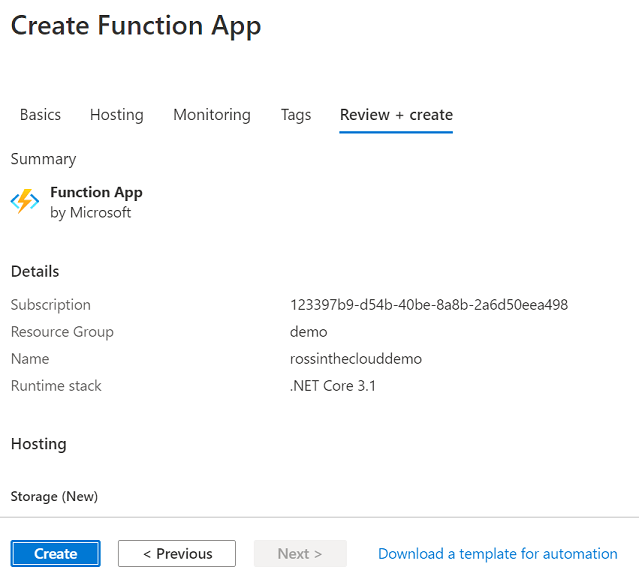 Create Function App
Basics Hosting Monitoring Tags Review + create
Summary
Function App
by Microsoft
Details
Subscription 123397b9-d54b-40be-8a8b-2a6d50eea498
Resource Group demo
Name rossintheclouddemo
Runtime stack .NET Core 3.1
Hosting
Storage (New)
Create < Previous Next > Download a template for automation